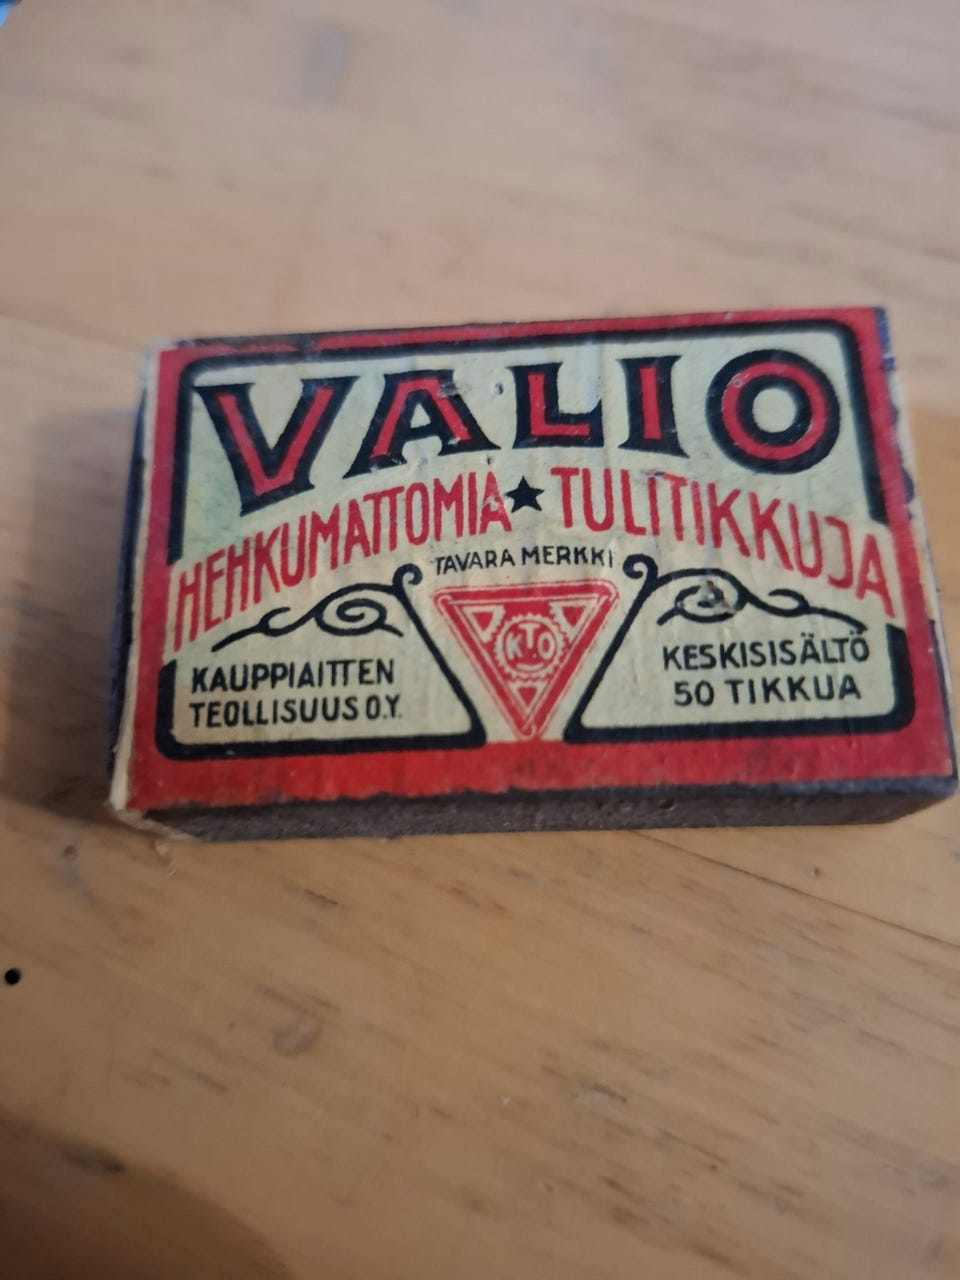 VALIO
HEHKUMATTOMIA ★ TULITIKKUJA
TAVARA MERKKI
KTO
KAUPPIAITTEN
TEOLLISUUS O.Y.
KESKISISÄLTÖ
50 TIKKUA